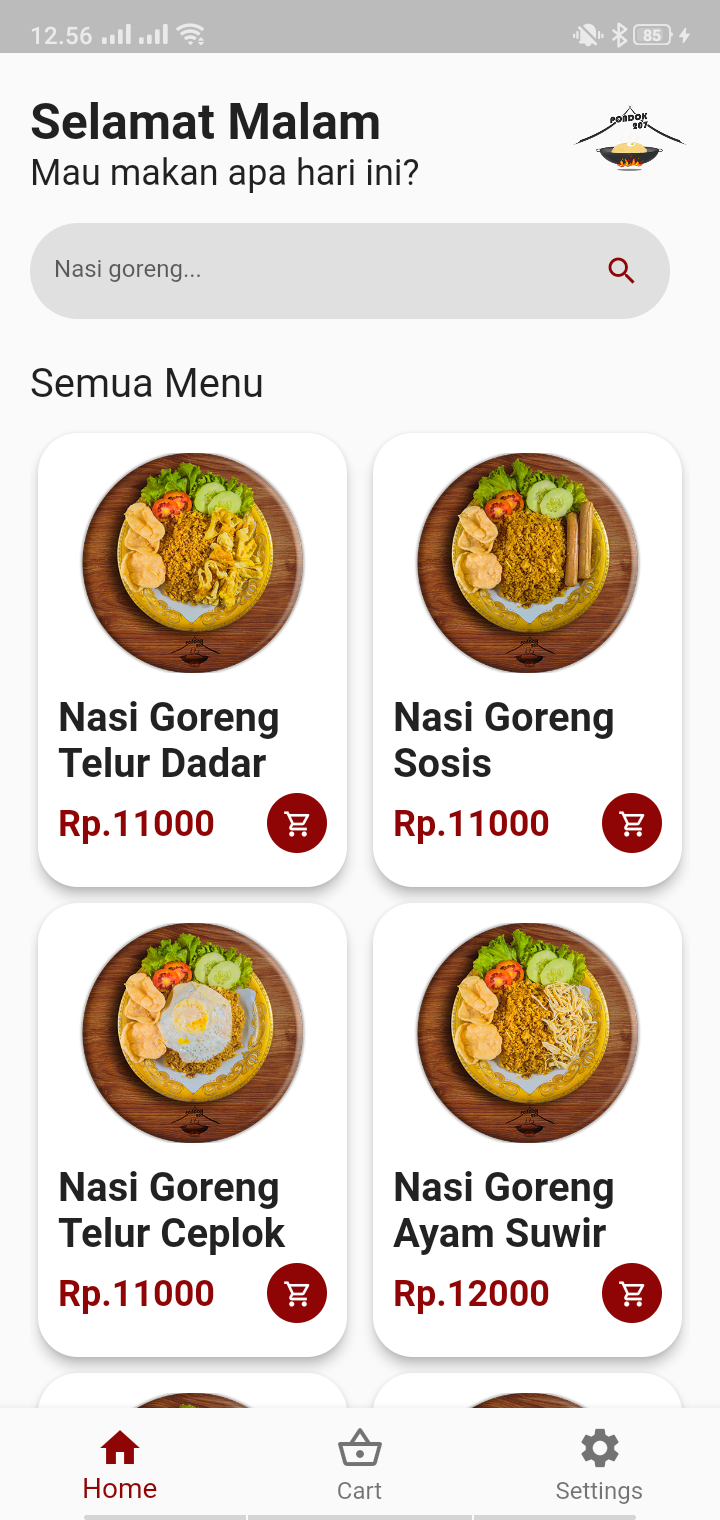 12.56
85
Selamat Malam
PONDOK
207
Mau makan apa hari ini?
Nasi goreng...
Semua Menu
Nasi Goreng
Telur Dadar
Rp.11000
Nasi Goreng
Sosis
Rp.11000
Nasi Goreng
Telur Ceplok
Rp.11000
Nasi Goreng
Ayam Suwir
Rp.12000
Home
Cart
Settings